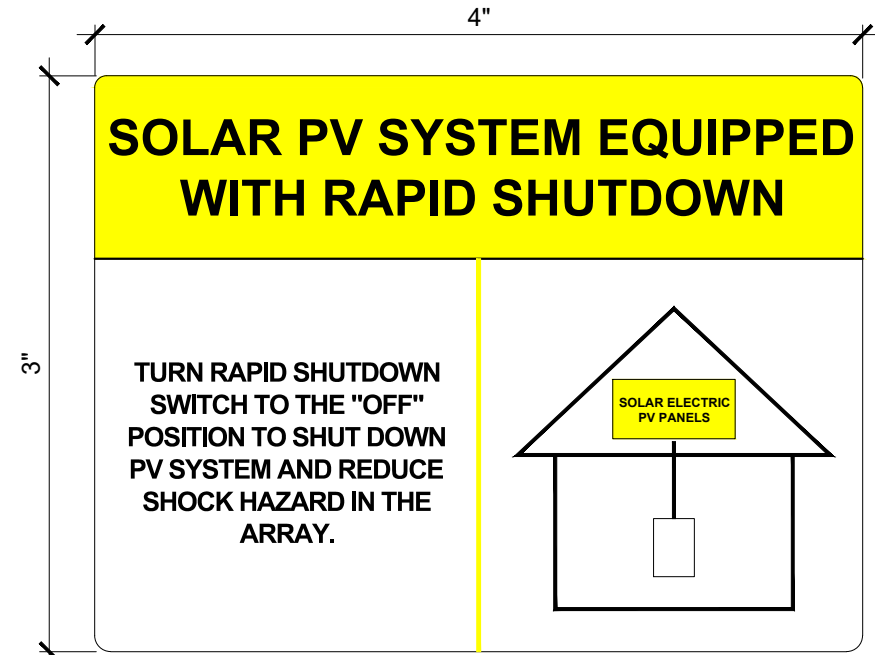 4"
SOLAR PV SYSTEM EQUIPPED
WITH RAPID SHUTDOWN
3"
TURN RAPID SHUTDOWN
SWITCH TO THE "OFF"
POSITION TO SHUT DOWN
PV SYSTEM AND REDUCE
SHOCK HAZARD IN THE
ARRAY.
SOLAR ELECTRIC
PV PANELS